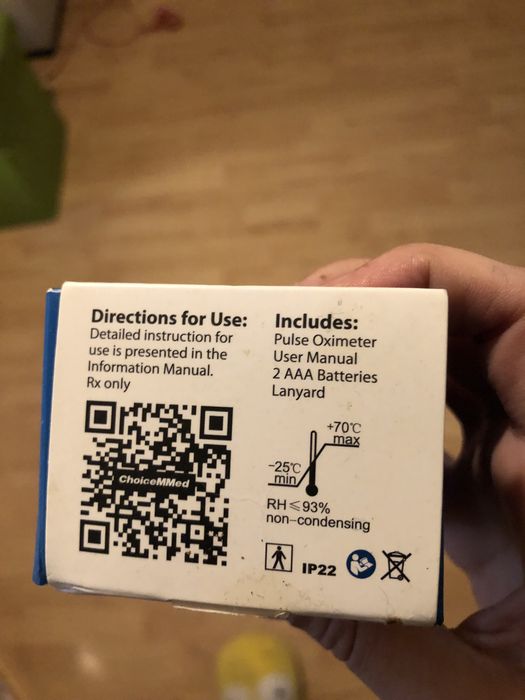 Directions for Use:
Detailed instruction for
use is presented in the
Information Manual.
Rx only
ChoiceMMed
Includes:
Pulse Oximeter
User Manual
2 AAA Batteries
Lanyard
+70℃
max
-25℃
min
RH≤93%
non-condensing
IP22